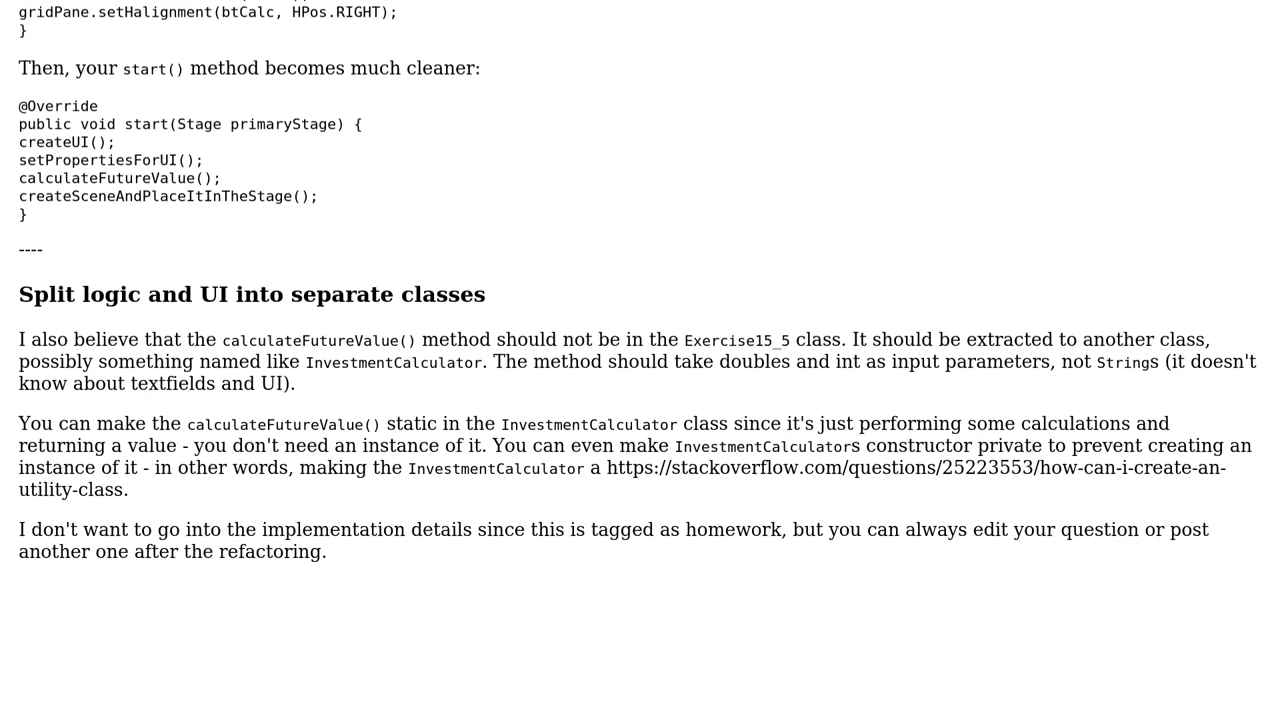 gridPane.setHalignment(btCalc, HPos.RIGHT);
}
Then, your start() method becomes much cleaner:
@Override
public void start(Stage primaryStage) {
createUI();
setPropertiesForUI();
calculateFutureValue();
createSceneAndPlaceItInTheStage();
}
----
Split logic and UI into separate classes
I also believe that the calculateFutureValue() method should not be in the Exercise15_5 class. It should be extracted to another class,
possibly something named like InvestmentCalculator. The method should take doubles and int as input parameters, not Strings (it doesn't
know about textfields and UI).
You can make the calculateFutureValue() static in the InvestmentCalculator class since it's just performing some calculations and
returning a value - you don't need an instance of it. You can even make InvestmentCalculators constructor private to prevent creating an
instance of it - in other words, making the InvestmentCalculator a https://stackoverflow.com/questions/25223553/how-can-i-create-an-
utility-class.
I don't want to go into the implementation details since this is tagged as homework, but you can always edit your question or post
another one after the refactoring.